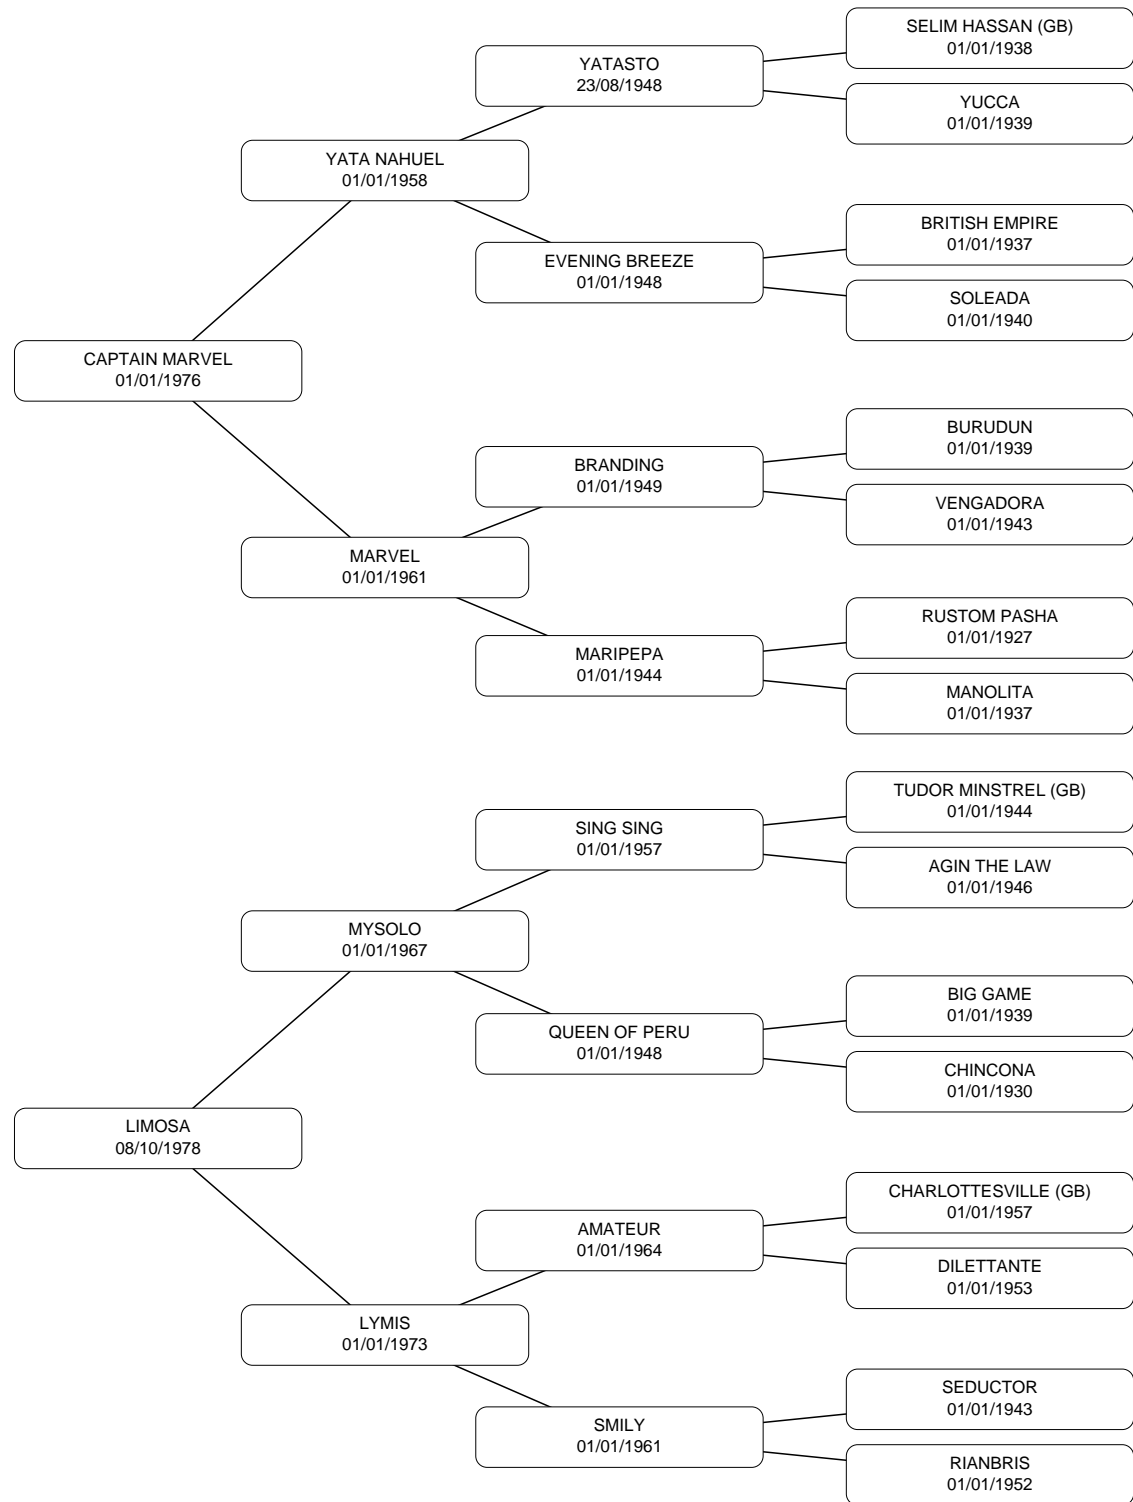 SELIM HASSAN (GB)
01/01/1938
YATASTO
23/08/1948
YUCCA
01/01/1939
YATA NAHUEL
01/01/1958
BRITISH EMPIRE
01/01/1937
EVENING BREEZE
01/01/1948
SOLEADA
01/01/1940
CAPTAIN MARVEL
01/01/1976
BURUDUN
01/01/1939
BRANDING
01/01/1949
VENGADORA
01/01/1943
MARVEL
01/01/1961
RUSTOM PASHA
01/01/1927
MARIPEPA
01/01/1944
MANOLITA
01/01/1937
TUDOR MINSTREL (GB)
01/01/1944
SING SING
01/01/1957
AGIN THE LAW
01/01/1946
MYSOLO
01/01/1967
BIG GAME
01/01/1939
QUEEN OF PERU
01/01/1948
CHINCONA
01/01/1930
LIMOSA
08/10/1978
CHARLOTTESVILLE (GB)
01/01/1957
AMATEUR
01/01/1964
DILETTANTE
01/01/1953
LYMIS
01/01/1973
SEDUCTOR
01/01/1943
SMILY
01/01/1961
RIANBRIS
01/01/1952